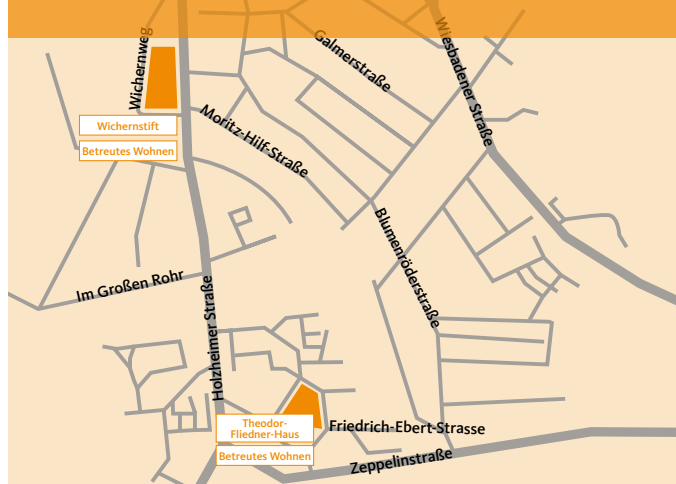 Galmerstraße
Wiesbadener Straße
Wichernweg
Wichernstift
Betreutes Wohnen
Moritz-Hilf-Straße
Blumenröderstraße
Im Großen Rohr
Holzheimer Straße
Theodor-
Fliedner-Haus
Betreutes Wohnen
Friedrich-Ebert-Strasse
Zeppelinstraße